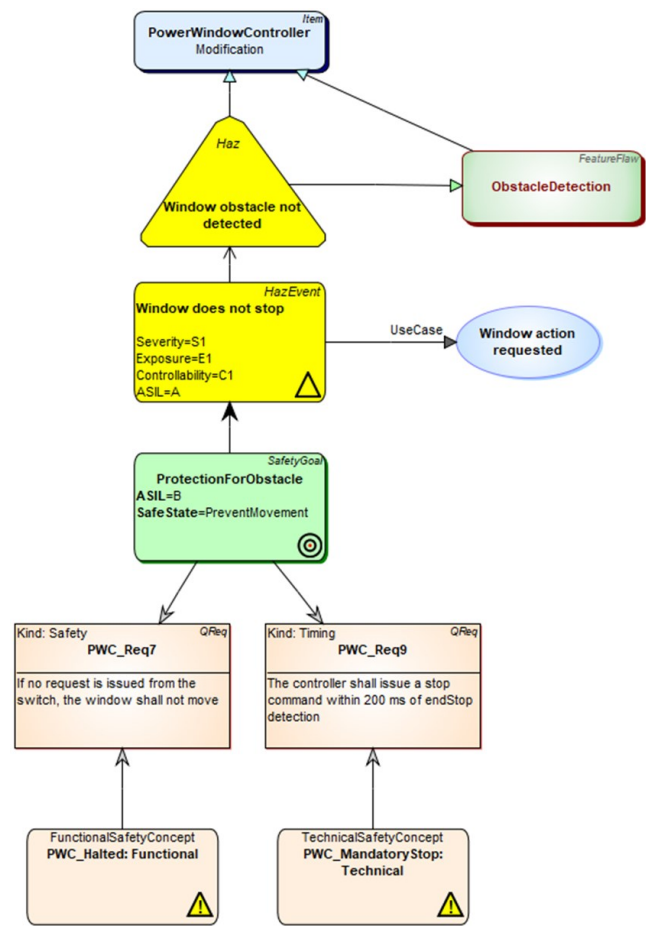 Item
PowerWindowController
Modification
Haz
Window obstacle not
detected
FeatureFlaw
ObstacleDetection
HazEvent
Window does not stop
Severity=S1
Exposure=E1
Controllability=C1
ASIL=A
UseCase
Window action
requested
SafetyGoal
ProtectionForObstacle
ASIL=B
SafeState=PreventMovement
Kind: Safety
QReq
PWC_Req7
If no request is issued from the
switch, the window shall not move
Kind: Timing
QReq
PWC_Req9
The controller shall issue a stop
command within 200 ms of endStop
detection
FunctionalSafetyConcept
PWC_Halted: Functional
TechnicalSafetyConcept
PWC_MandatoryStop:
Technical